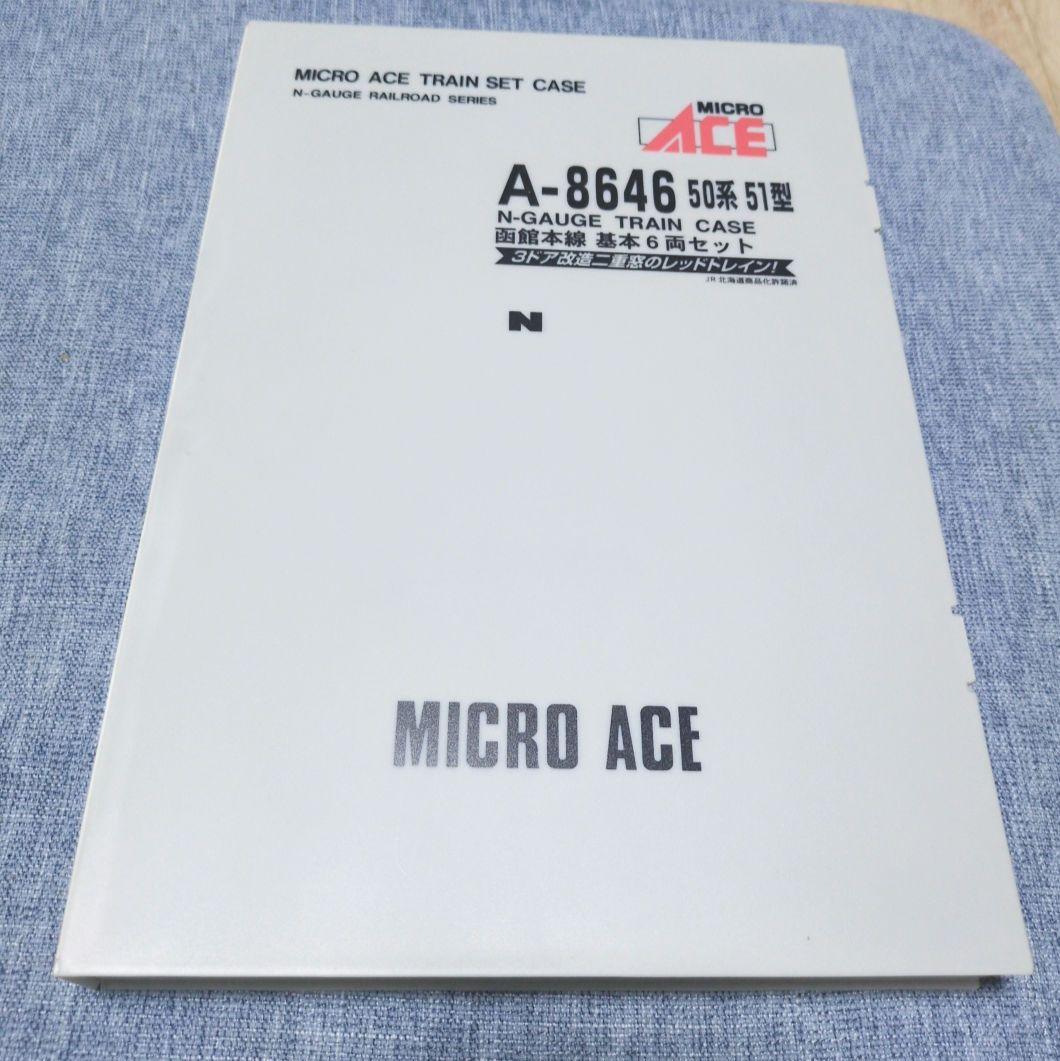 MICRO ACE TRAIN SET CASE
N-GAUGE RAILROAD SERIES
MICRO
ACE
A-8646 50系 51型
N-GAUGE TRAIN CASE
函館本線 基本6両セット
3ドア改造二重窓のレッドトレイン!
JR北海道商品化許諾済
N
MICRO ACE